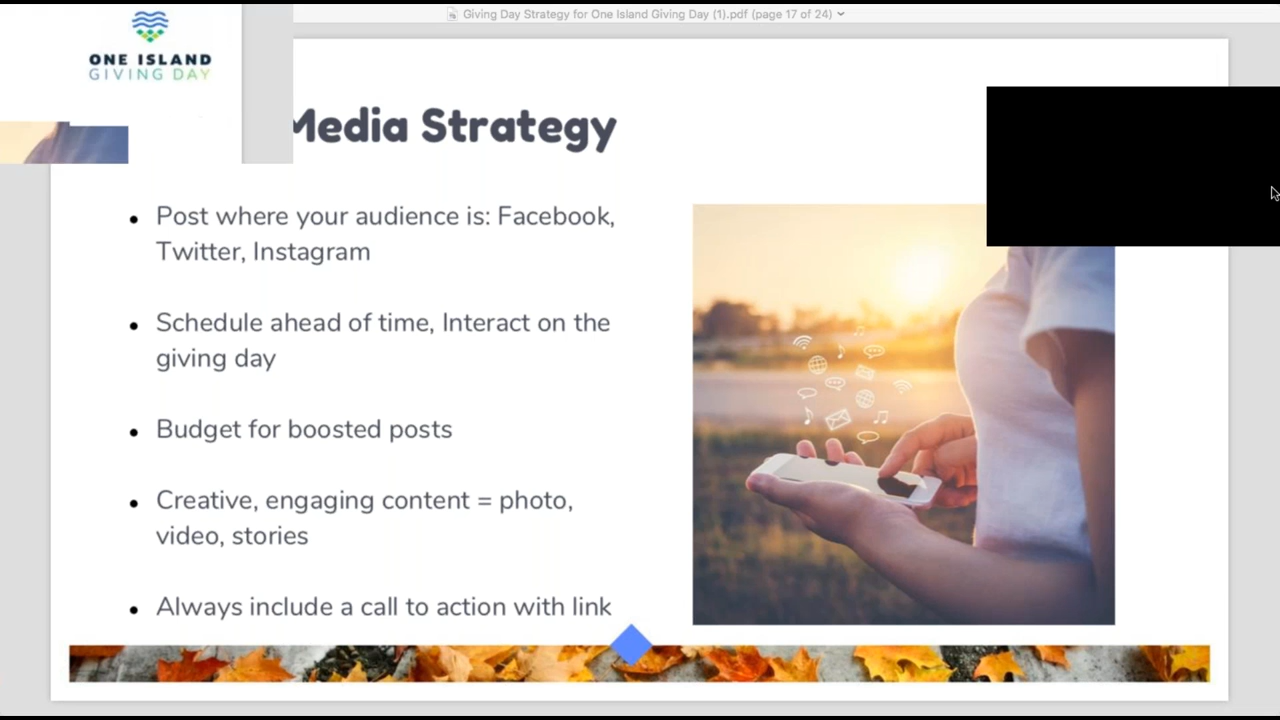 Giving Day Strategy for One Island Giving Day (1).pdf (page 17 of 24)
ONE ISLAND
GIVING DAY
Media Strategy
• Post where your audience is: Facebook,
Twitter, Instagram
• Schedule ahead of time, Interact on the
giving day
• Budget for boosted posts
• Creative, engaging content = photo,
video, stories
• Always include a call to action with link